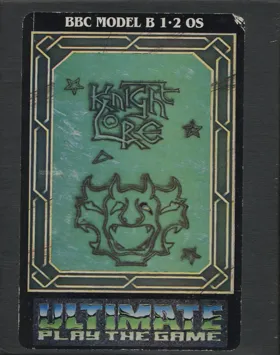 BBC MODEL B 1·2 OS
KNIGHT
LORE
ULTIMATE
PLAY THE GAME